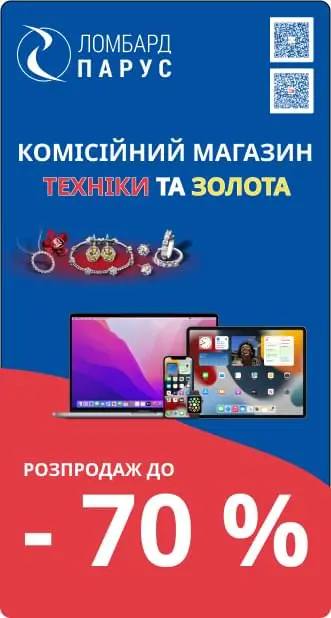 ЛОМБАРД
ПАРУС
КОМІСІЙНИЙ МАГАЗИН
ТЕХНІКИ ТА ЗОЛОТА
РОЗПРОДАЖ ДО
- 70 %